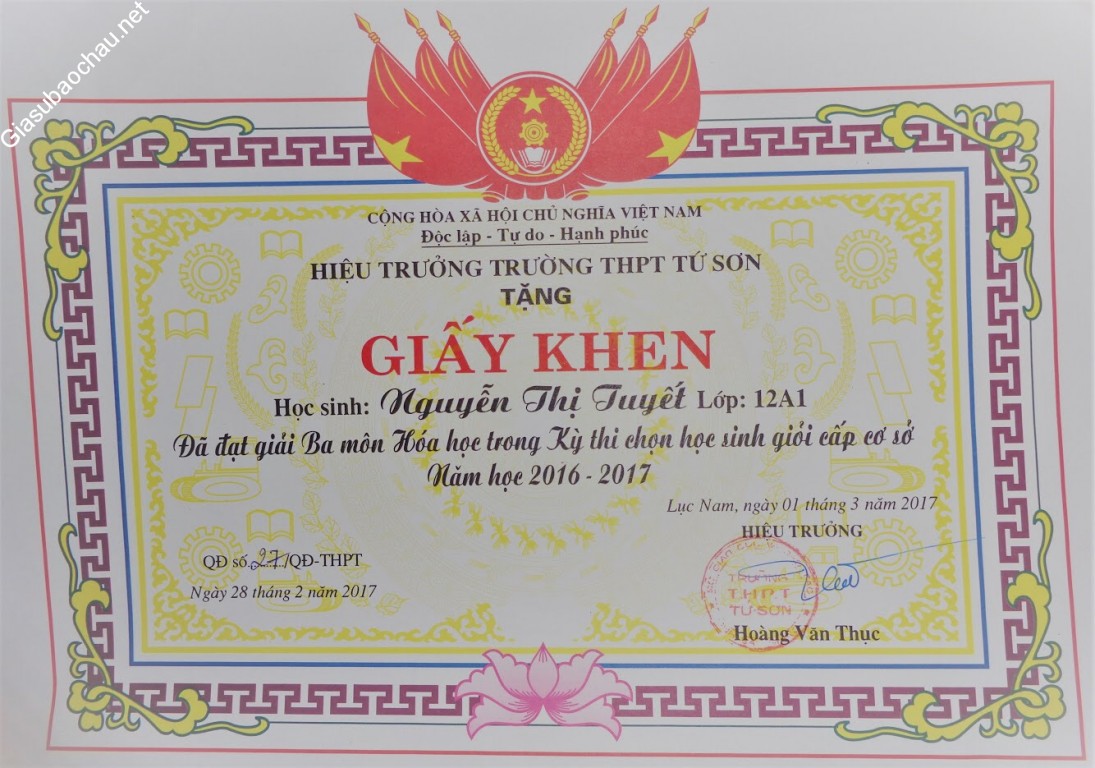 Giasubaochau.net
CỘNG HÒA XÃ HỘI CHỦ NGHĨA VIỆT NAM
Độc lập - Tự do - Hạnh phúc
HIỆU TRƯỞNG TRƯỜNG THPT TỨ SƠN
TẶNG
GIẤY KHEN
Học sinh: Nguyễn Thị Tuyết Lớp: 12A1
Đã đạt giải Ba môn Hóa học trong Kỳ thi chọn học sinh giỏi cấp cơ sở
Năm học 2016 - 2017
Lục Nam, ngày 01 tháng 3 năm 2017
HIỆU TRƯỞNG
QĐ số 27/QĐ-THPT
Ngày 28 tháng 2 năm 2017
TRƯỜNG
T.H.P.T
TỨ SƠN
Hoàng Văn Thục